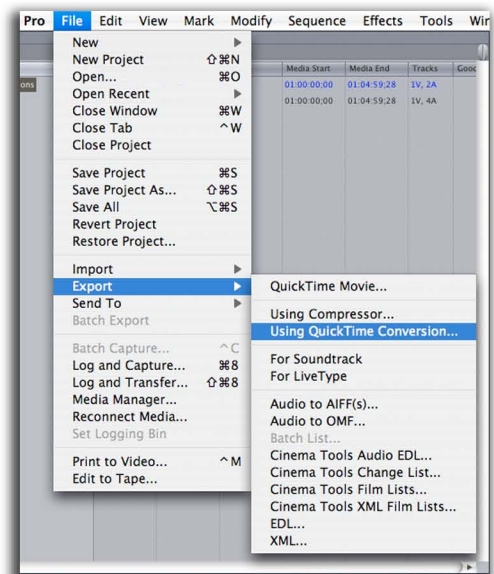 Pro File Edit View Mark Modify Sequence Effects Tools Wir
New
New Project ⇧⌘N
Open... ⌘O
Open Recent
Close Window ⌘W
Close Tab ^W
Close Project
Save Project ⌘S
Save Project As... ⇧⌘S
Save All ⌥⌘S
Revert Project
Restore Project...
Import
Export
Send To
Batch Export
Batch Capture... ^C
Log and Capture... ⌘8
Log and Transfer... ⇧⌘8
Media Manager...
Reconnect Media...
Set Logging Bin
Print to Video... ^M
Edit to Tape...
ons
Media Start Media End Tracks Good
01:00:00;00 01:04:59;28 1V, 2A
01:00:00;00 01:04:59;28 1V, 4A
QuickTime Movie...
Using Compressor...
Using QuickTime Conversion...
For Soundtrack
For LiveType
Audio to AIFF(s)...
Audio to OMF...
Batch List...
Cinema Tools Audio EDL...
Cinema Tools Change List...
Cinema Tools Film Lists...
Cinema Tools XML Film Lists...
EDL...
XML...